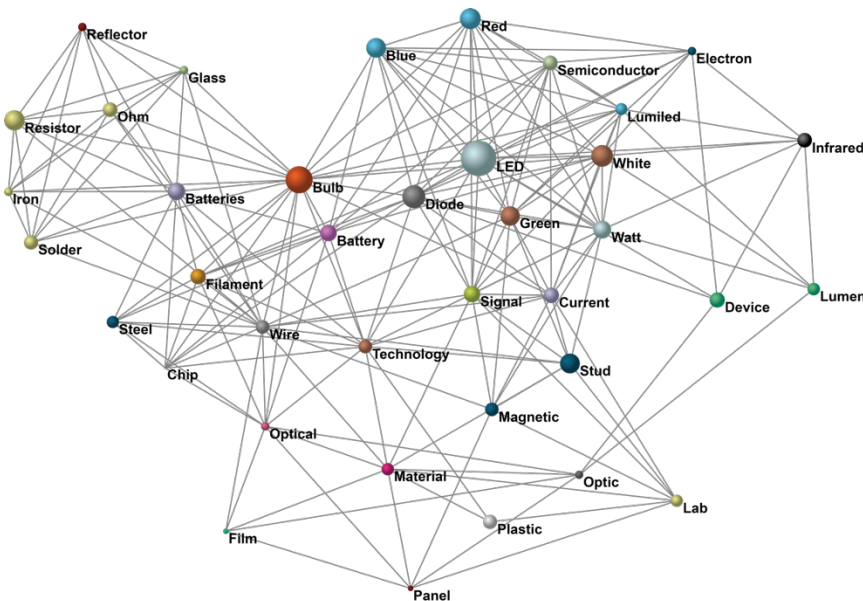 Red
Reflector
Blue
Electron
Semiconductor
Glass
Lumiled
Ohm
Resistor
Infrared
White
LED
Bulb
Iron
Batteries
Diode
Green
Watt
Battery
Solder
Filament
Signal
Current
Device
Lumen
Steel
Wire
Technology
Chip
Stud
Magnetic
Optical
Material
Optic
Lab
Plastic
Film
Panel